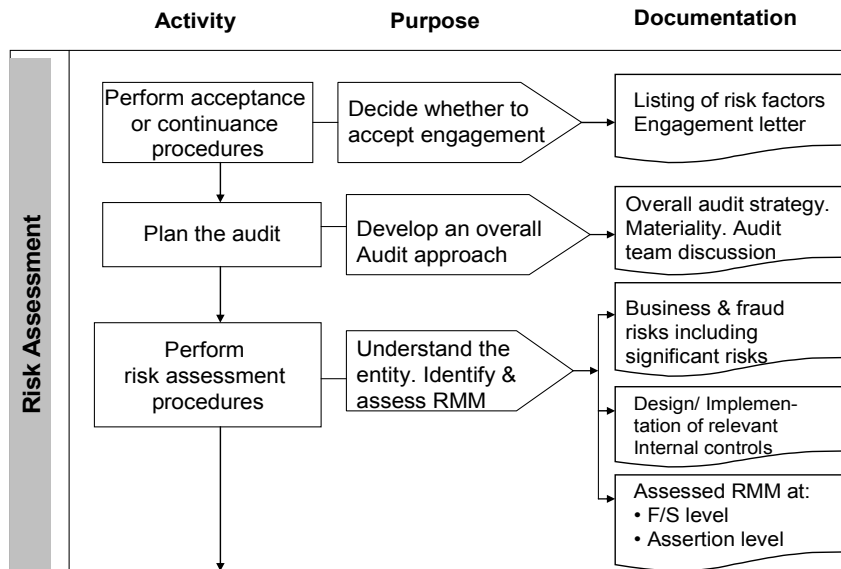 Activity
Purpose
Documentation
Risk Assessment
Perform acceptance
or continuance
procedures
Decide whether to
accept engagement
Listing of risk factors
Engagement letter
Plan the audit
Develop an overall
Audit approach
Overall audit strategy.
Materiality. Audit
team discussion
Perform
risk assessment
procedures
Understand the
entity. Identify &
assess RMM
Business & fraud
risks including
significant risks
Design/ Implemen-
tation of relevant
Internal controls
Assessed RMM at:
• F/S level
• Assertion level